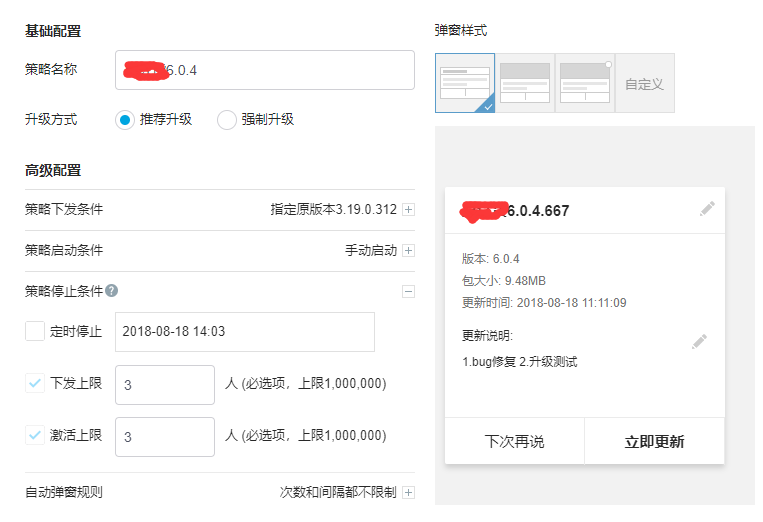 基础配置
策略名称
6.0.4
升级方式
推荐升级
强制升级
高级配置
策略下发条件
指定原版本3.19.0.312
策略启动条件
手动启动
策略停止条件 ?
定时停止
2018-08-18 14:03
下发上限
3
人 (必选项，上限1,000,000)
激活上限
3
人 (必选项，上限1,000,000)
自动弹窗规则
次数和间隔都不限制
弹窗样式
自定义
6.0.4.667
版本: 6.0.4
包大小: 9.48MB
更新时间: 2018-08-18 11:11:09
更新说明:
1.bug修复 2.升级测试
下次再说
立即更新